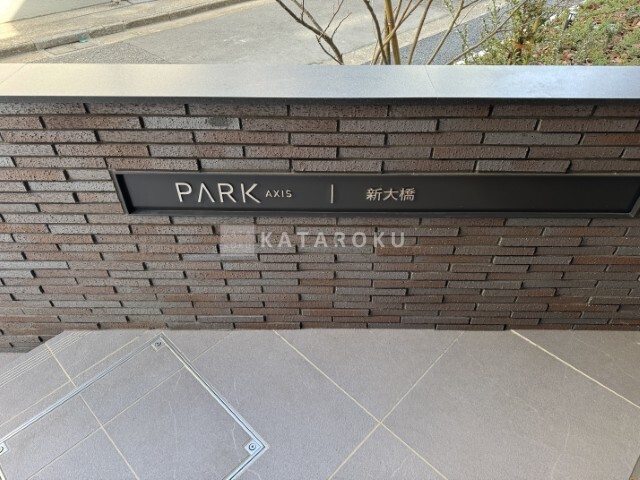 PARK AXIS | 新大橋
KATAROKU